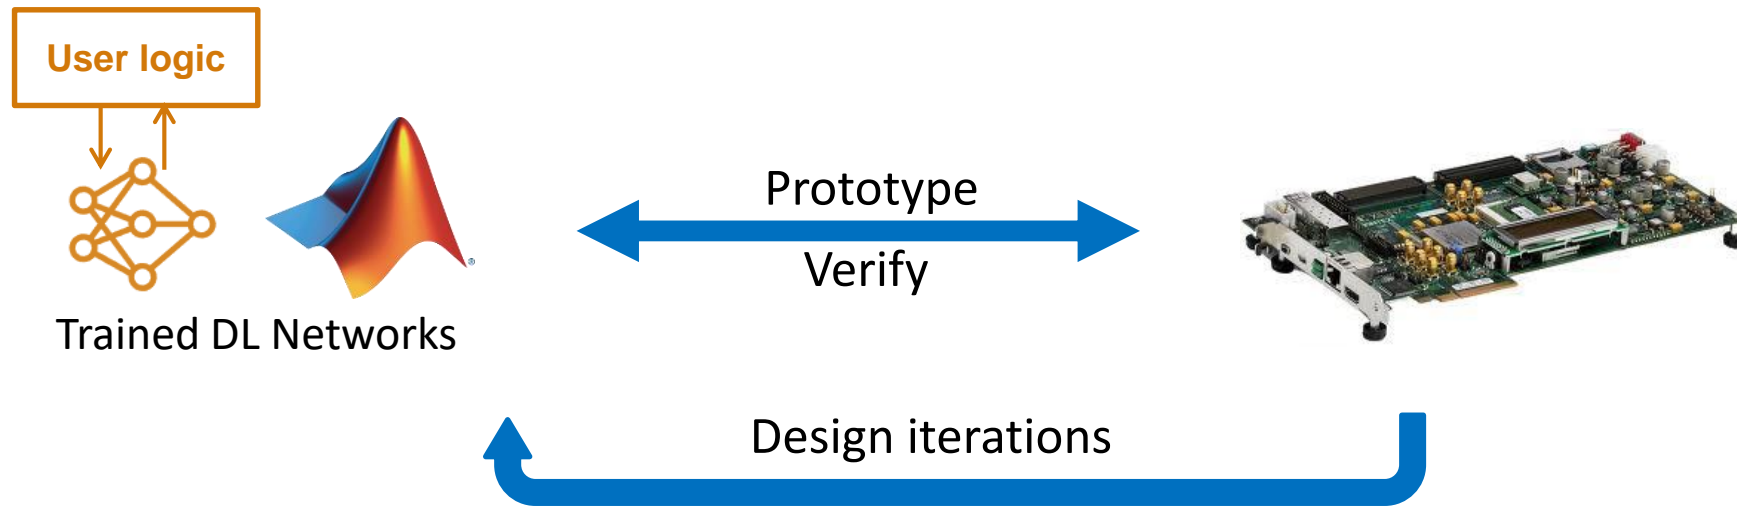 User logic
Trained DL Networks
Prototype
Verify
Design iterations